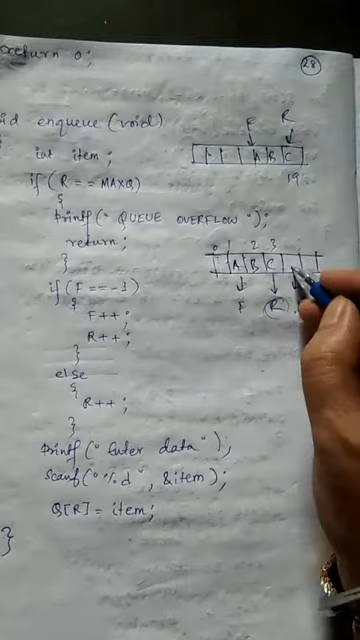 return 0;
28
void enqueue (void)
int item;
if (R == MAXQ)
{
printf(" QUEUE OVERFLOW ");
return;
}
if (F == -1)
{
F++;
R++;
}
else
{
R++;
}
printf(" Enter data ");
scanf(" %d ", &item);
Q[R] = item;
}
F R
A B C
19
0 1 2 3
A B C
F R